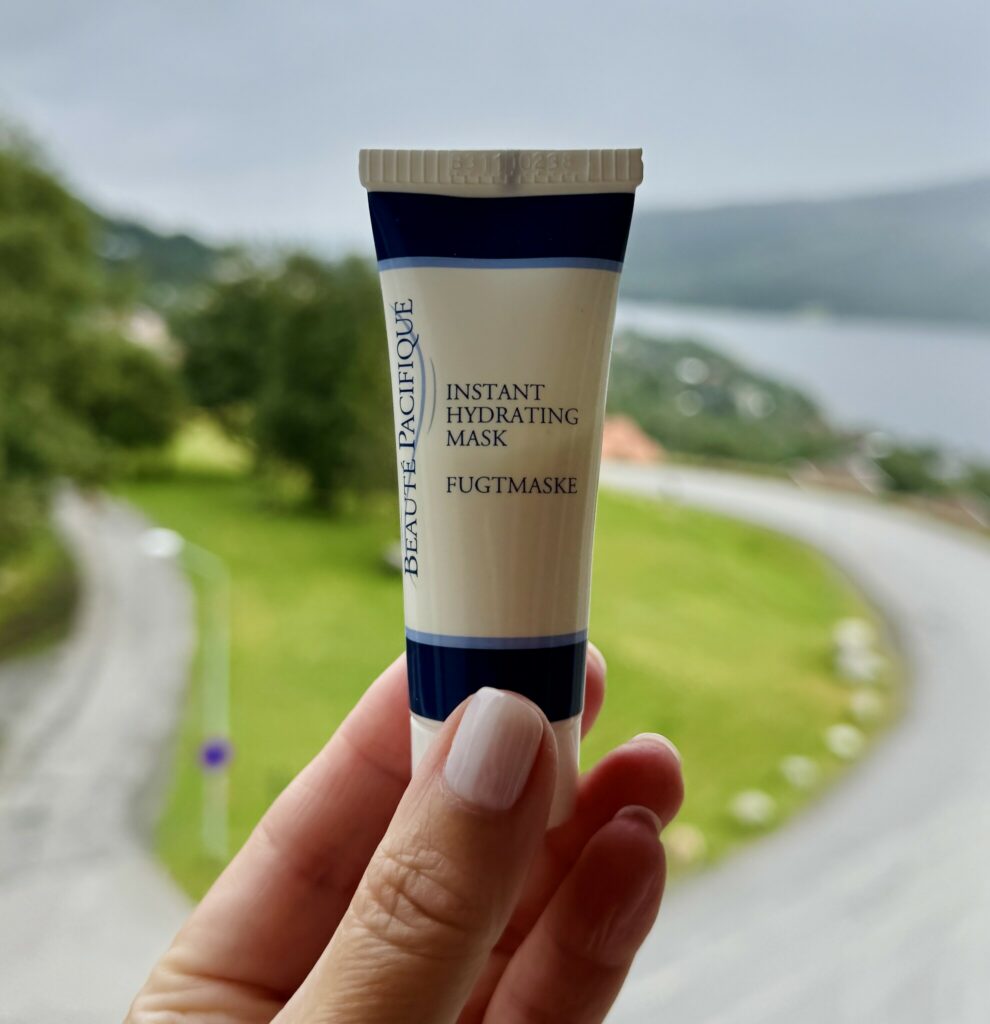 BEAUTÉ PACIFIQUE
INSTANT
HYDRATING
MASK
FUGTMASKE